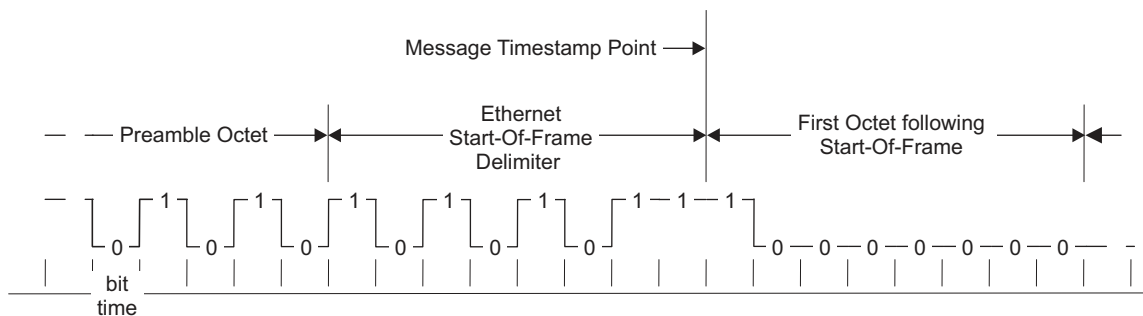 Message Timestamp Point
Preamble Octet
Ethernet
Start-Of-Frame
Delimiter
First Octet following
Start-Of-Frame
0 1 0 1 0 1 0 1 0 1 0 1 1 1 0 0 0 0 0 0 0
bit
time